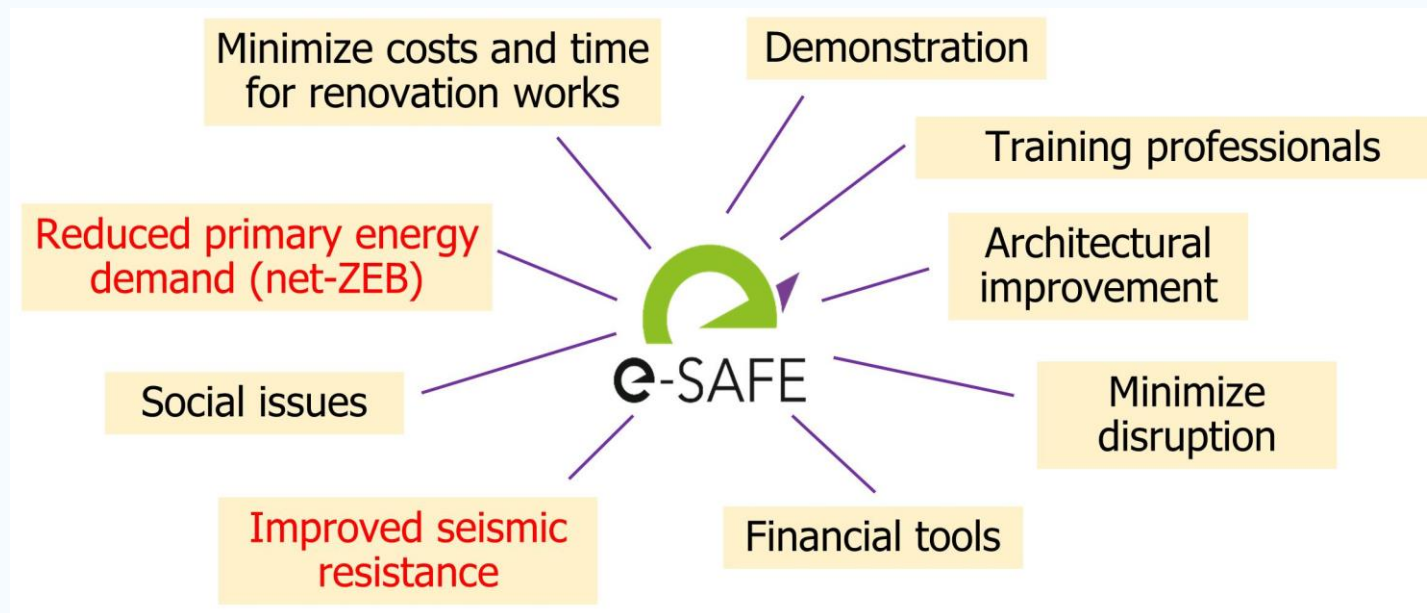 Minimize costs and time
for renovation works
Demonstration
Training professionals
Reduced primary energy
demand (net-ZEB)
Architectural
improvement
e-SAFE
Social issues
Minimize
disruption
Improved seismic
resistance
Financial tools